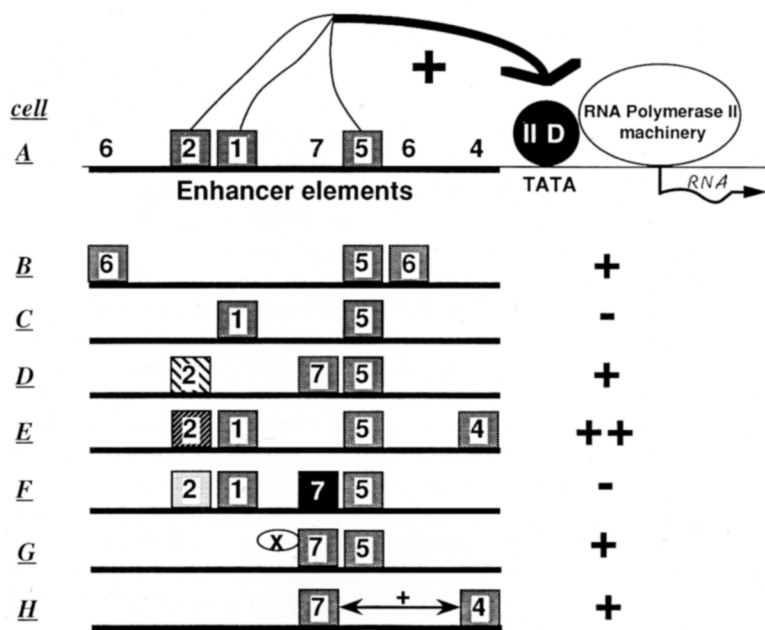 +
cell
RNA Polymerase II
II D
machinery
A 6 2 1 7 5 6 4
Enhancer elements TATA RNA
B 6 5 6 +
C 1 5 -
D 2 7 5 +
E 2 1 5 4 ++
F 2 1 7 5 -
G X 7 5 +
H 7 + 4 +